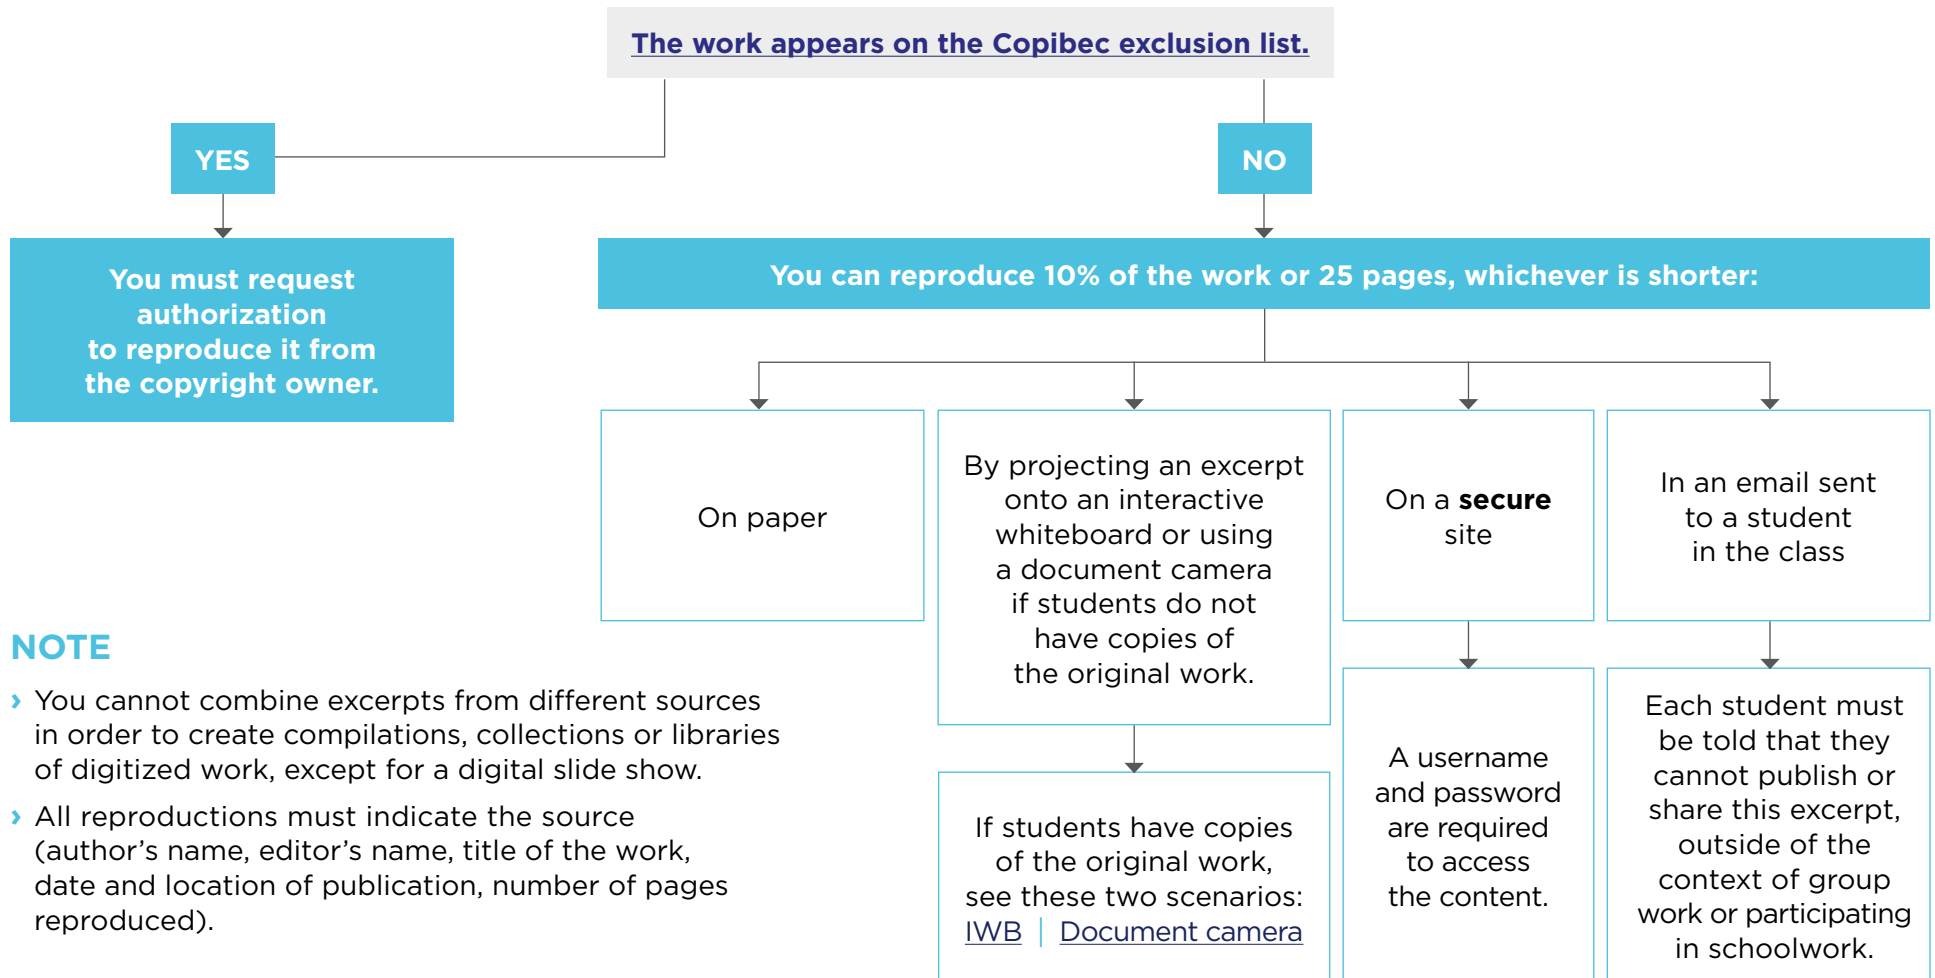 The work appears on the Copibec exclusion list.
YES
NO
You must request
authorization
to reproduce it from
the copyright owner.
You can reproduce 10% of the work or 25 pages, whichever is shorter:
On paper
By projecting an excerpt
onto an interactive
whiteboard or using
a document camera
if students do not
have copies of
the original work.
On a secure
site
In an email sent
to a student
in the class
If students have copies
of the original work,
see these two scenarios:
IWB | Document camera
A username
and password
are required
to access
the content.
Each student must
be told that they
cannot publish or
share this excerpt,
outside of the
context of group
work or participating
in schoolwork.
NOTE
› You cannot combine excerpts from different sources
in order to create compilations, collections or libraries
of digitized work, except for a digital slide show.
› All reproductions must indicate the source
(author’s name, editor’s name, title of the work,
date and location of publication, number of pages
reproduced).